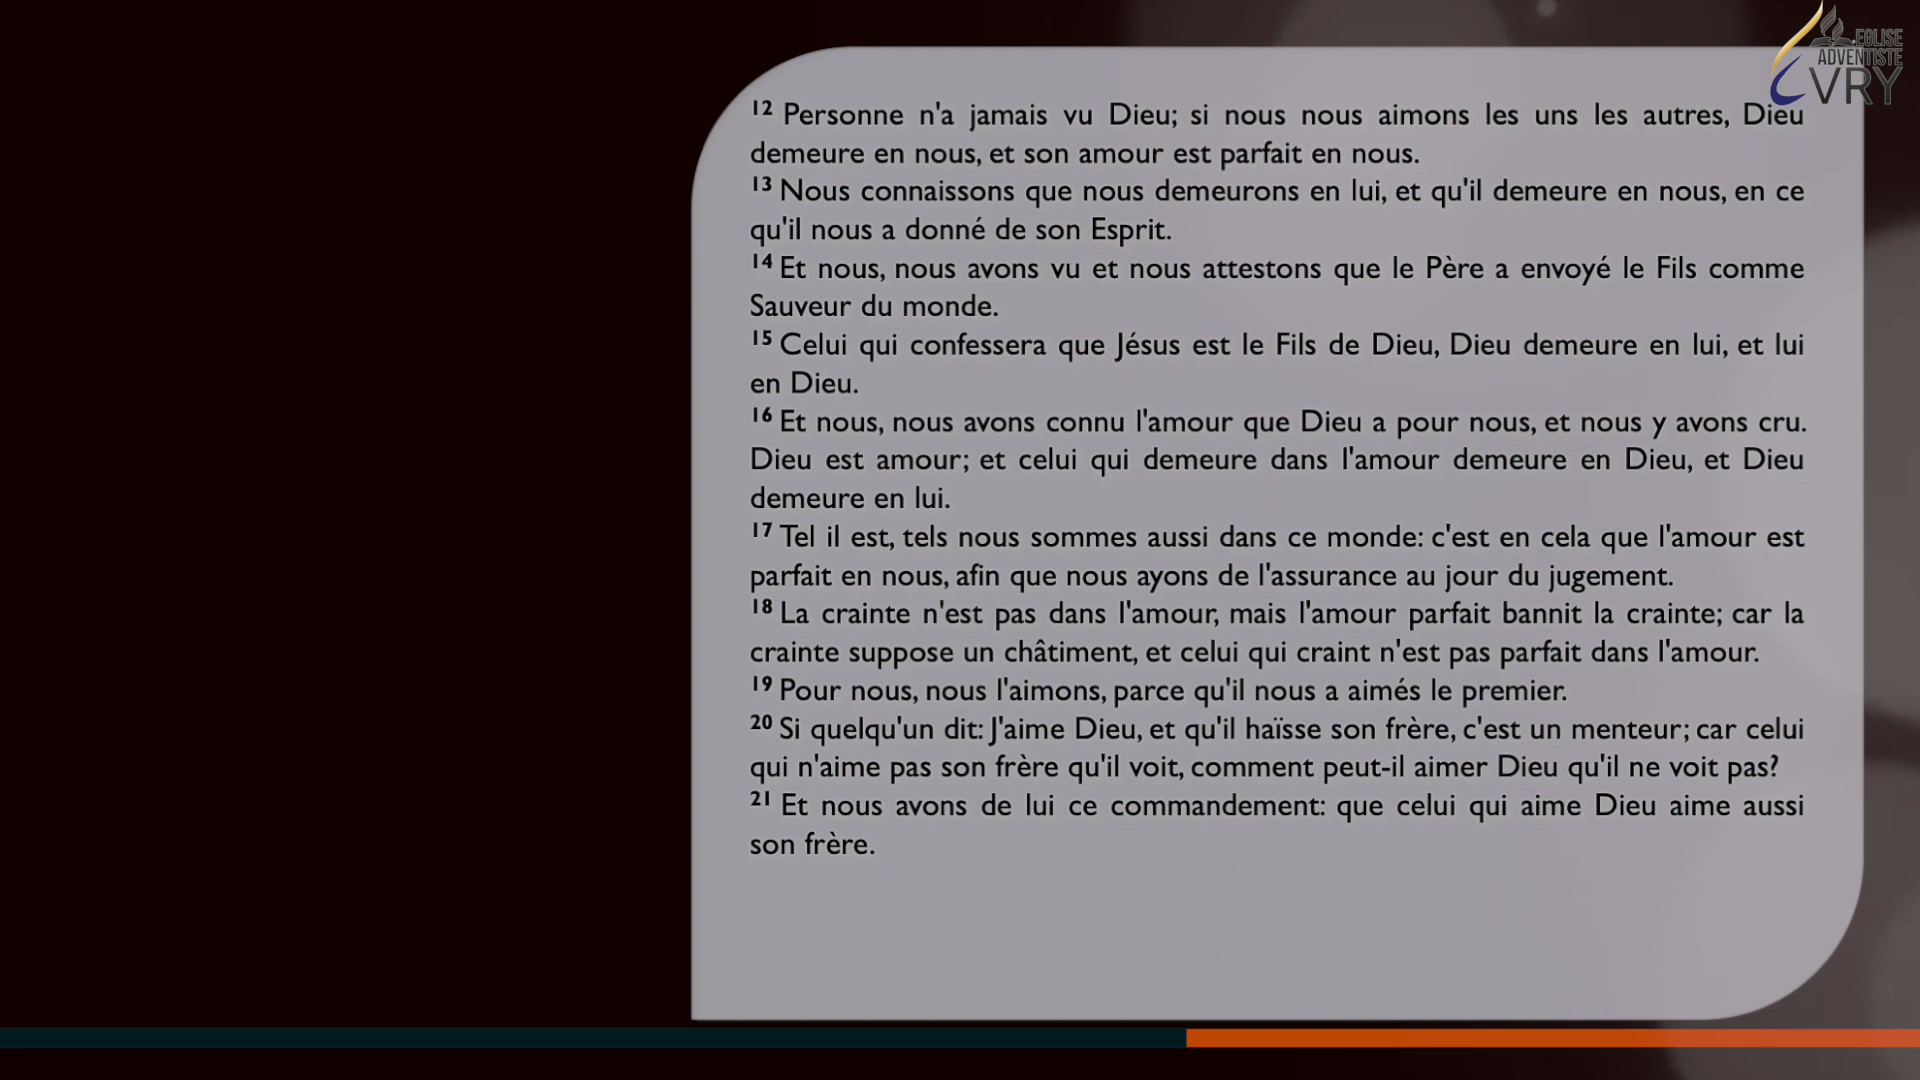 EGLISE
ADVENTISTE
VRY
12 Personne n'a jamais vu Dieu; si nous nous aimons les uns les autres, Dieu
demeure en nous, et son amour est parfait en nous.
13 Nous connaissons que nous demeurons en lui, et qu'il demeure en nous, en ce
qu'il nous a donné de son Esprit.
14 Et nous, nous avons vu et nous attestons que le Père a envoyé le Fils comme
Sauveur du monde.
15 Celui qui confessera que Jésus est le Fils de Dieu, Dieu demeure en lui, et lui
en Dieu.
16 Et nous, nous avons connu l'amour que Dieu a pour nous, et nous y avons cru.
Dieu est amour; et celui qui demeure dans l'amour demeure en Dieu, et Dieu
demeure en lui.
17 Tel il est, tels nous sommes aussi dans ce monde: c'est en cela que l'amour est
parfait en nous, afin que nous ayons de l'assurance au jour du jugement.
18 La crainte n'est pas dans l'amour, mais l'amour parfait bannit la crainte; car la
crainte suppose un châtiment, et celui qui craint n'est pas parfait dans l'amour.
19 Pour nous, nous l'aimons, parce qu'il nous a aimés le premier.
20 Si quelqu'un dit: J'aime Dieu, et qu'il haïsse son frère, c'est un menteur; car celui
qui n'aime pas son frère qu'il voit, comment peut-il aimer Dieu qu'il ne voit pas?
21 Et nous avons de lui ce commandement: que celui qui aime Dieu aime aussi
son frère.